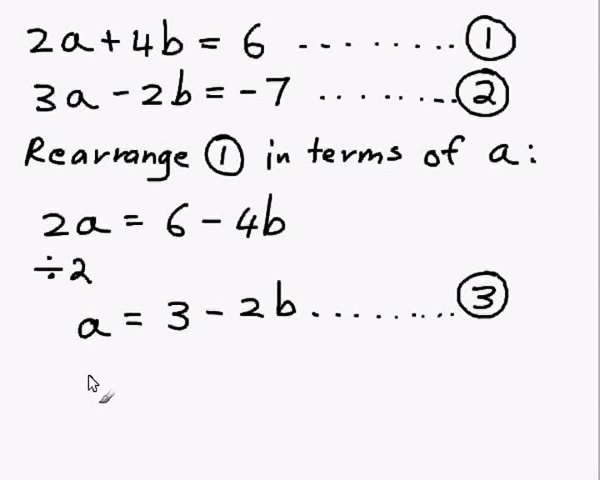 2a + 4b = 6 ......... ①
3a - 2b = -7 ......... ②
Rearrange ① in terms of a:
2a = 6 - 4b
÷2
a = 3 - 2b ......... ③